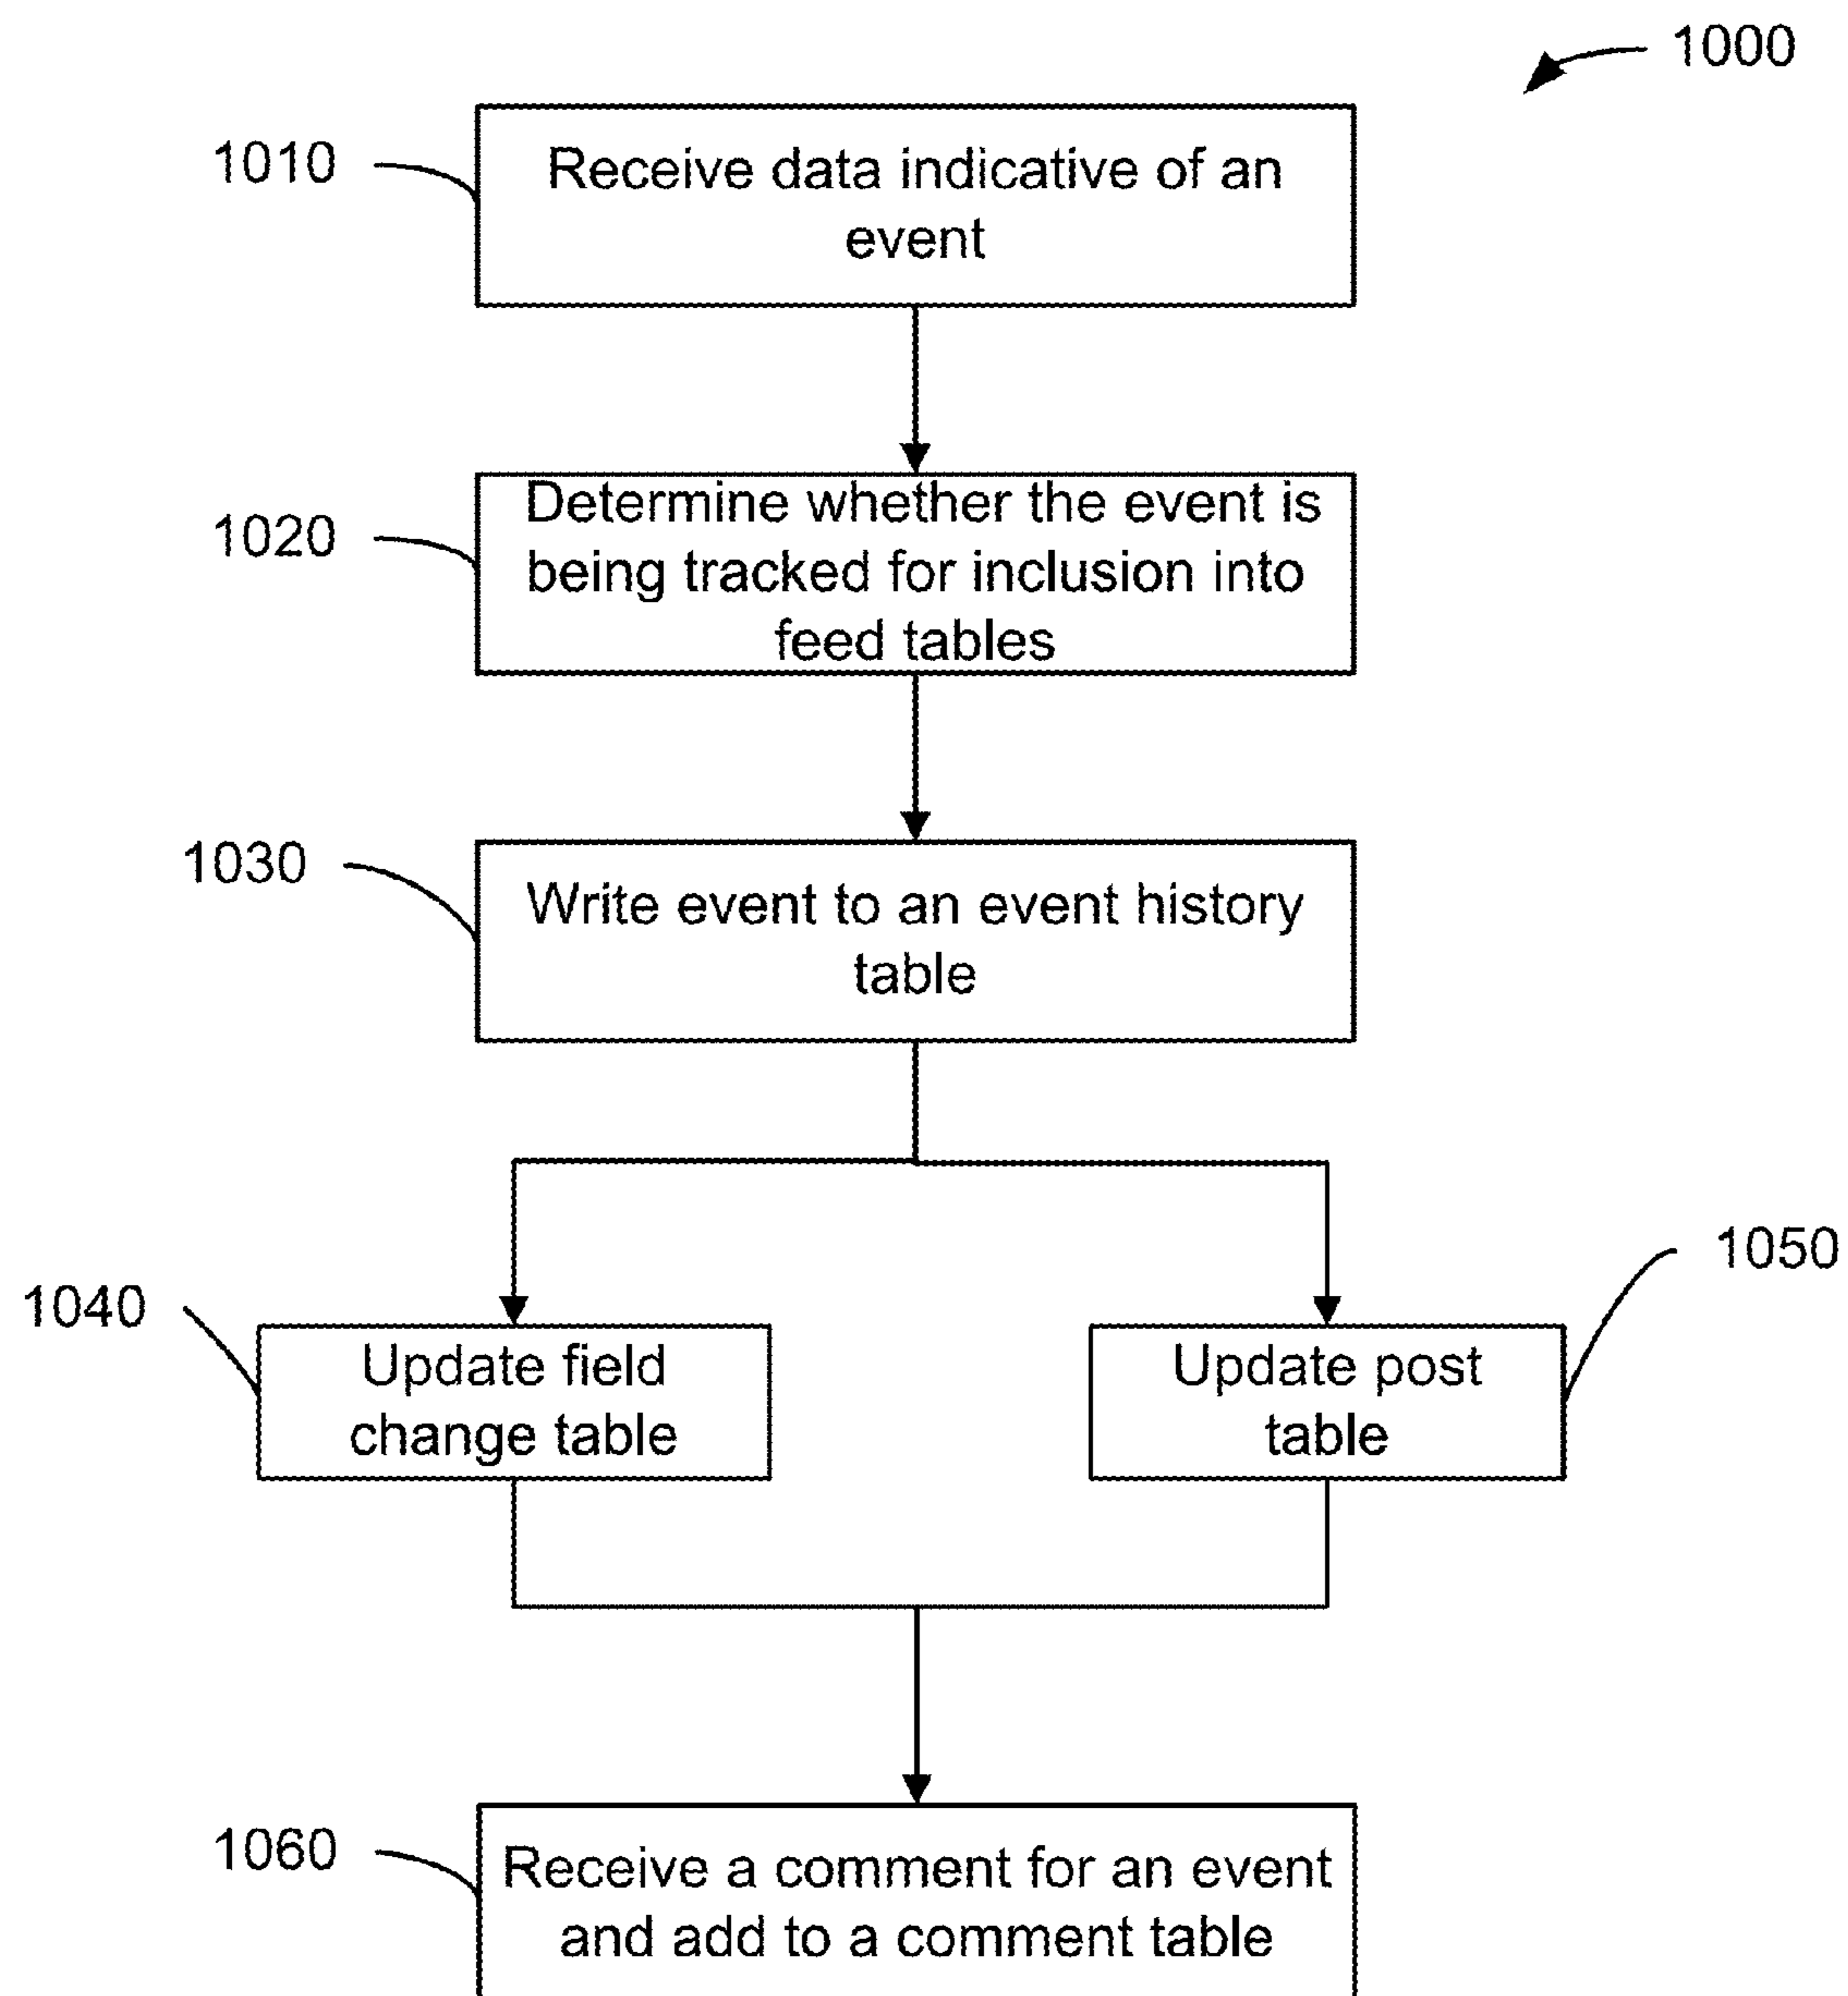 1000
1010
Receive data indicative of an
event
1020
Determine whether the event is
being tracked for inclusion into
feed tables
1030
Write event to an event history
table
1040
Update field
change table
1050
Update post
table
1060
Receive a comment for an event
and add to a comment table